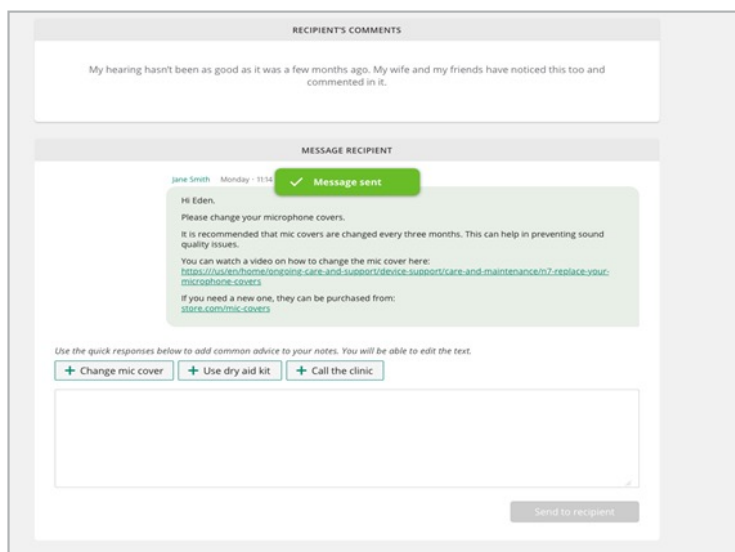 RECIPIENT'S COMMENTS
My hearing hasn't been as good as it was a few months ago. My wife and my friends have noticed this too and
commented in it.
MESSAGE RECIPIENT
Jane Smith Monday - 11:14
Message sent
Hi Eden,
Please change your microphone covers.
It is recommended that mic covers are changed every three months. This can help in preventing sound
quality issues.
You can watch a video on how to change the mic cover here:
https:///us/en/home/ongoing-care-and-support/device-support/care-and-maintenance/n7-replace-your-
microphone-covers
If you need a new one, they can be purchased from:
store.com/mic-covers
Use the quick responses below to add common advice to your notes. You will be able to edit the text.
+ Change mic cover + Use dry aid kit + Call the clinic
Send to recipient